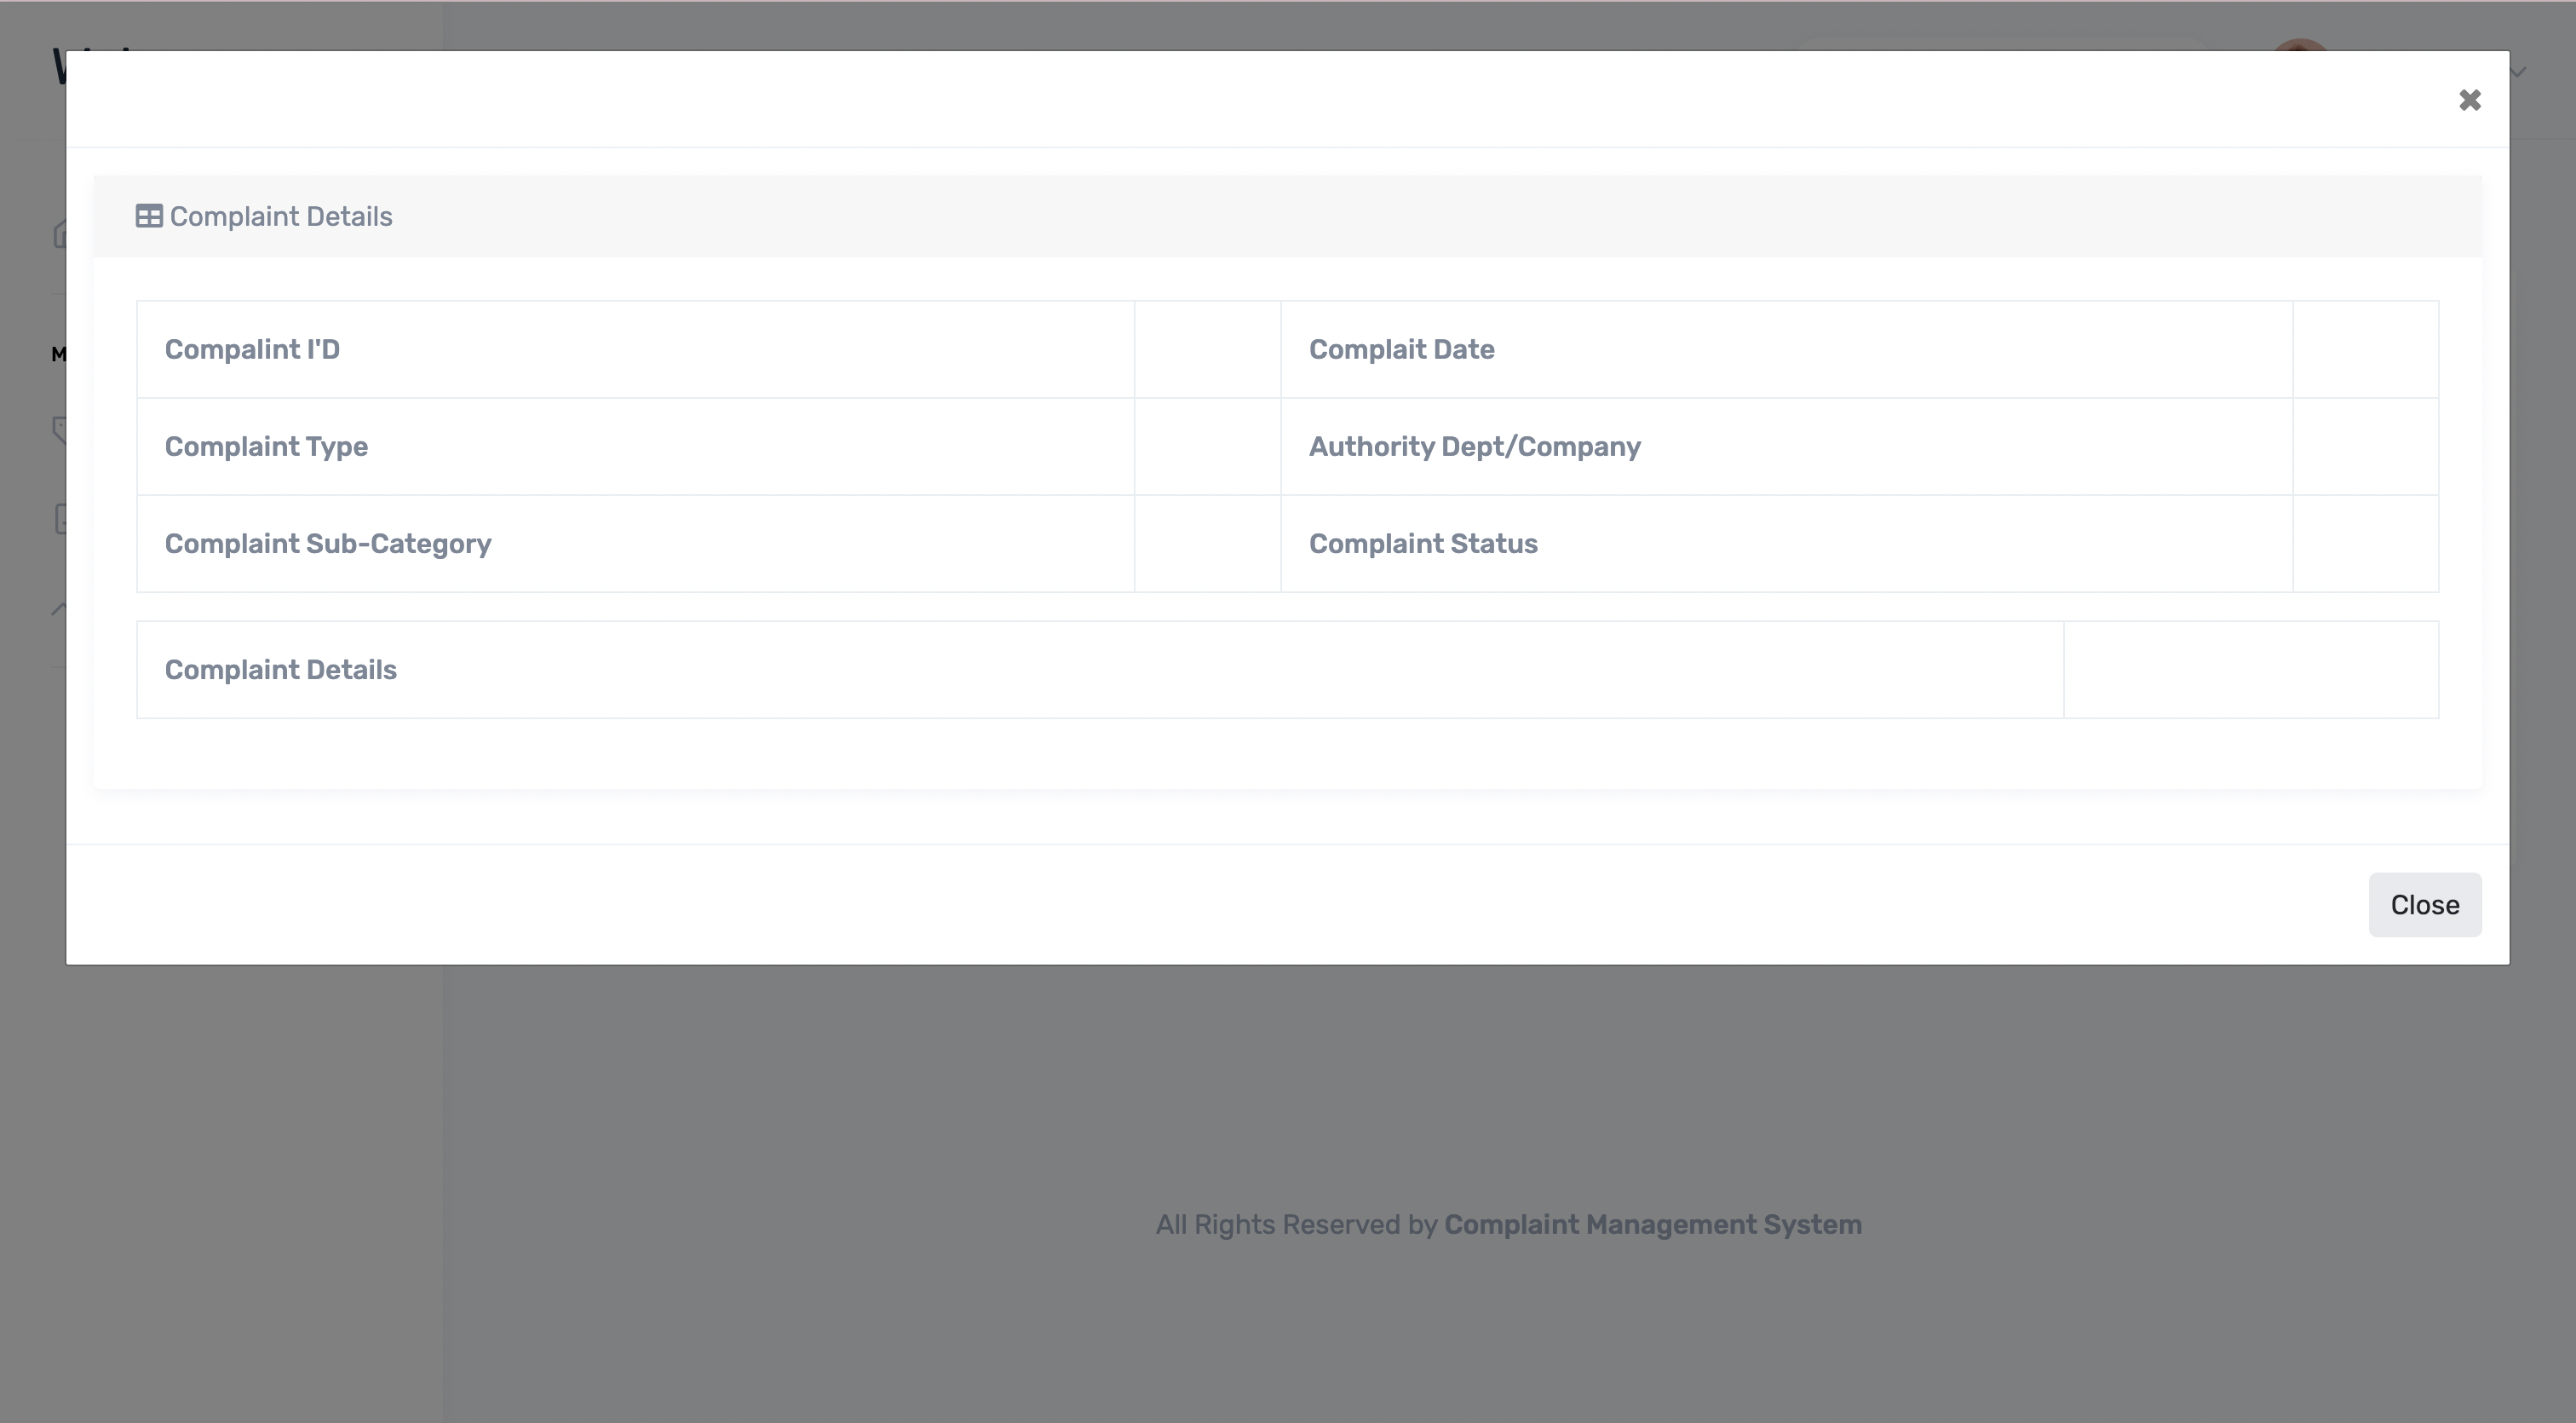 Complaint Details
Compalint I'D
Complait Date
Complaint Type
Authority Dept/Company
Complaint Sub-Category
Complaint Status
Complaint Details
Close
All Rights Reserved by Complaint Management System